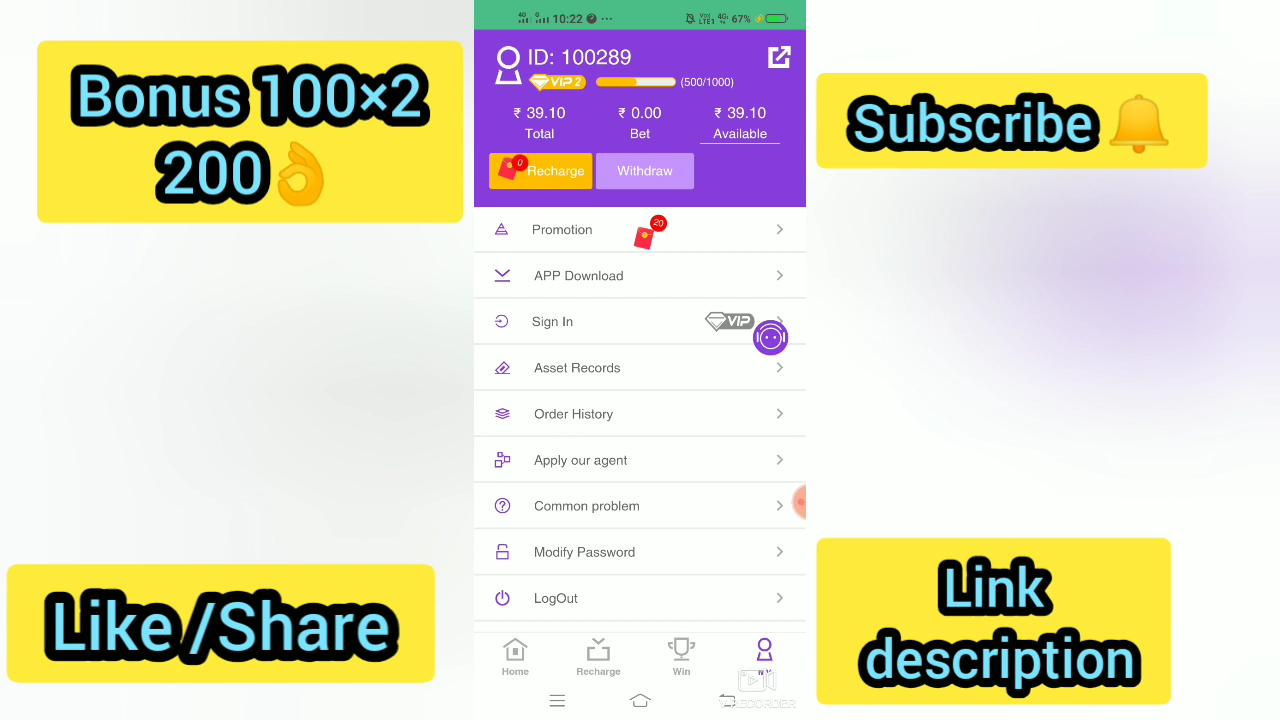 Bonus 100×2
200👌
Subscribe 🔔
Like /Share
Link
description
10:22
67%
ID: 100289
VIP 2
(500/1000)
₹ 39.10
₹ 0.00
₹ 39.10
Total
Bet
Available
0
Recharge
Withdraw
Promotion
20
APP Download
Sign In
VIP
Asset Records
Order History
Apply our agent
Common problem
Modify Password
LogOut
Home
Recharge
Win